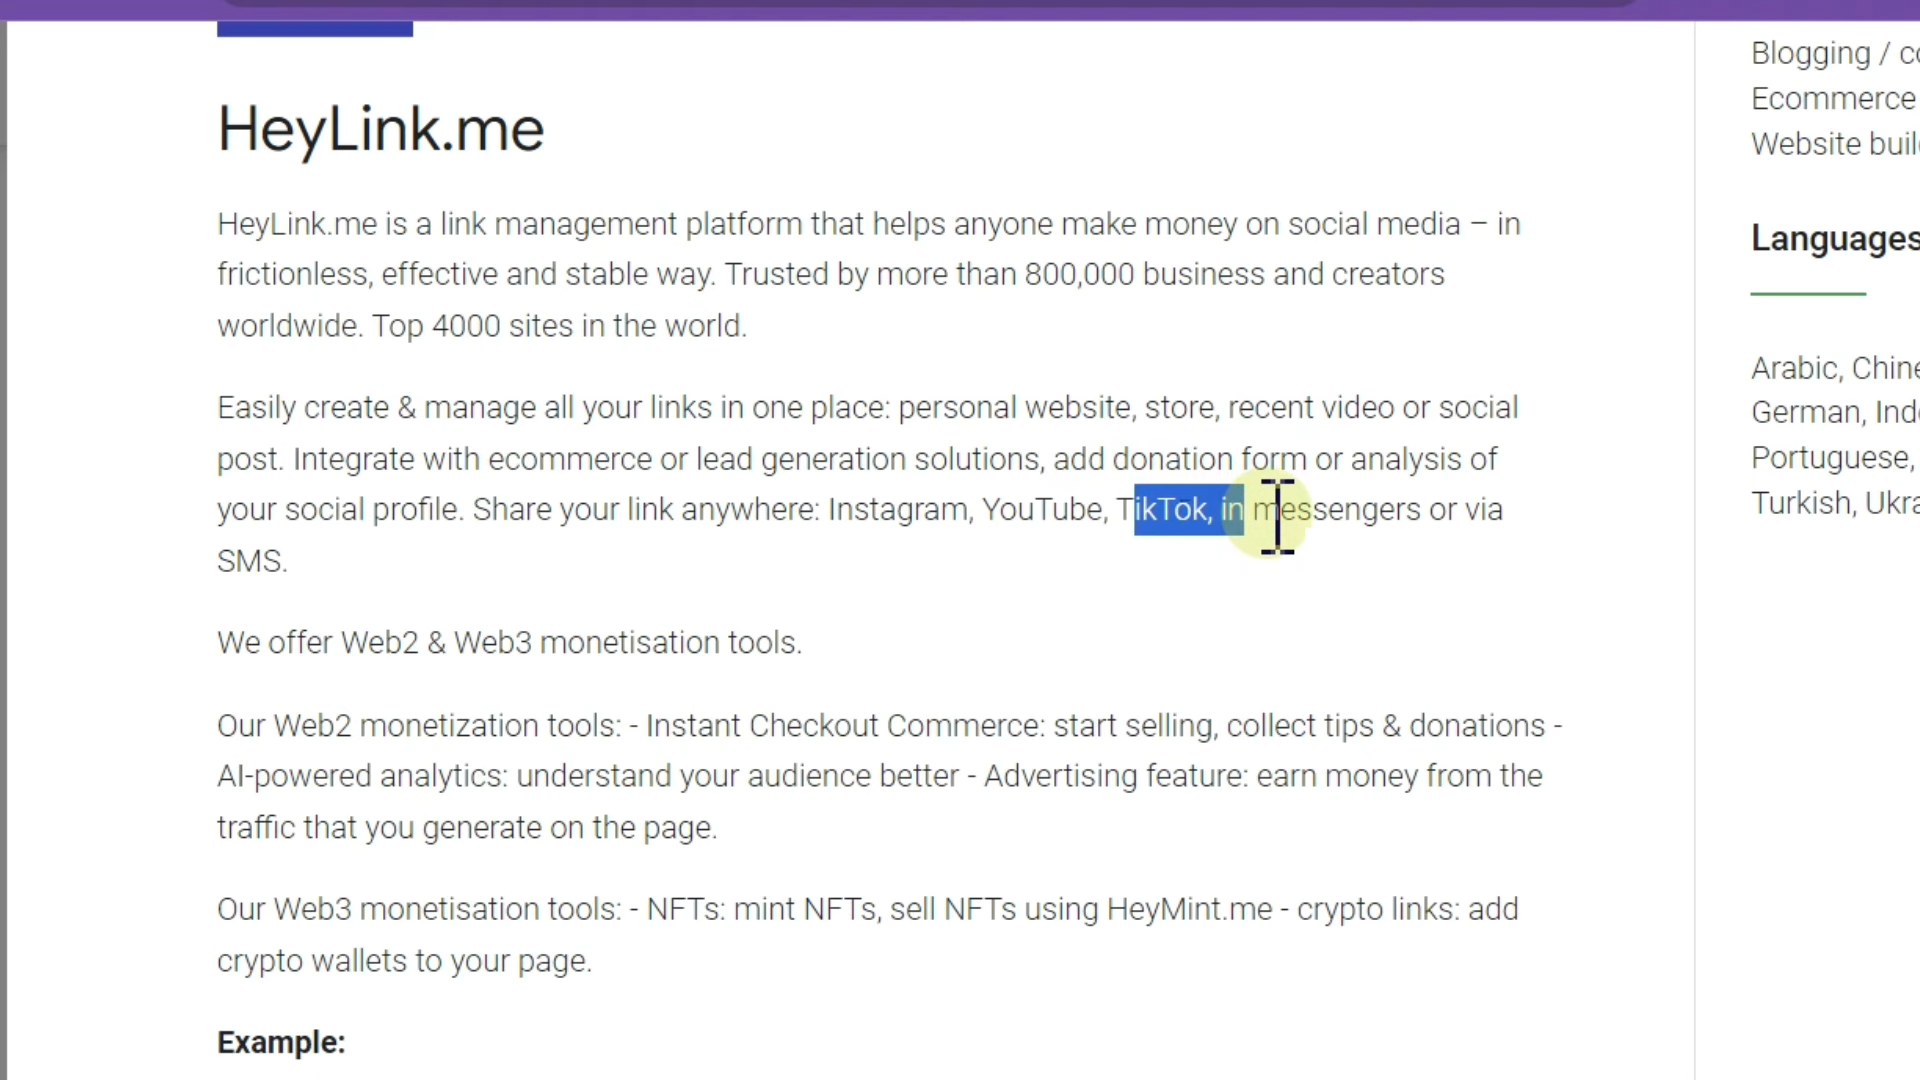 HeyLink.me
HeyLink.me is a link management platform that helps anyone make money on social media – in
frictionless, effective and stable way. Trusted by more than 800,000 business and creators
worldwide. Top 4000 sites in the world.
Easily create & manage all your links in one place: personal website, store, recent video or social
post. Integrate with ecommerce or lead generation solutions, add donation form or analysis of
your social profile. Share your link anywhere: Instagram, YouTube, TikTok, in messengers or via
SMS.
We offer Web2 & Web3 monetisation tools.
Our Web2 monetization tools: - Instant Checkout Commerce: start selling, collect tips & donations -
AI-powered analytics: understand your audience better - Advertising feature: earn money from the
traffic that you generate on the page.
Our Web3 monetisation tools: - NFTs: mint NFTs, sell NFTs using HeyMint.me - crypto links: add
crypto wallets to your page.
Example:
Blogging /
Ecommerce
Website
Languages
Arabic,
German,
Portuguese,
Turkish,